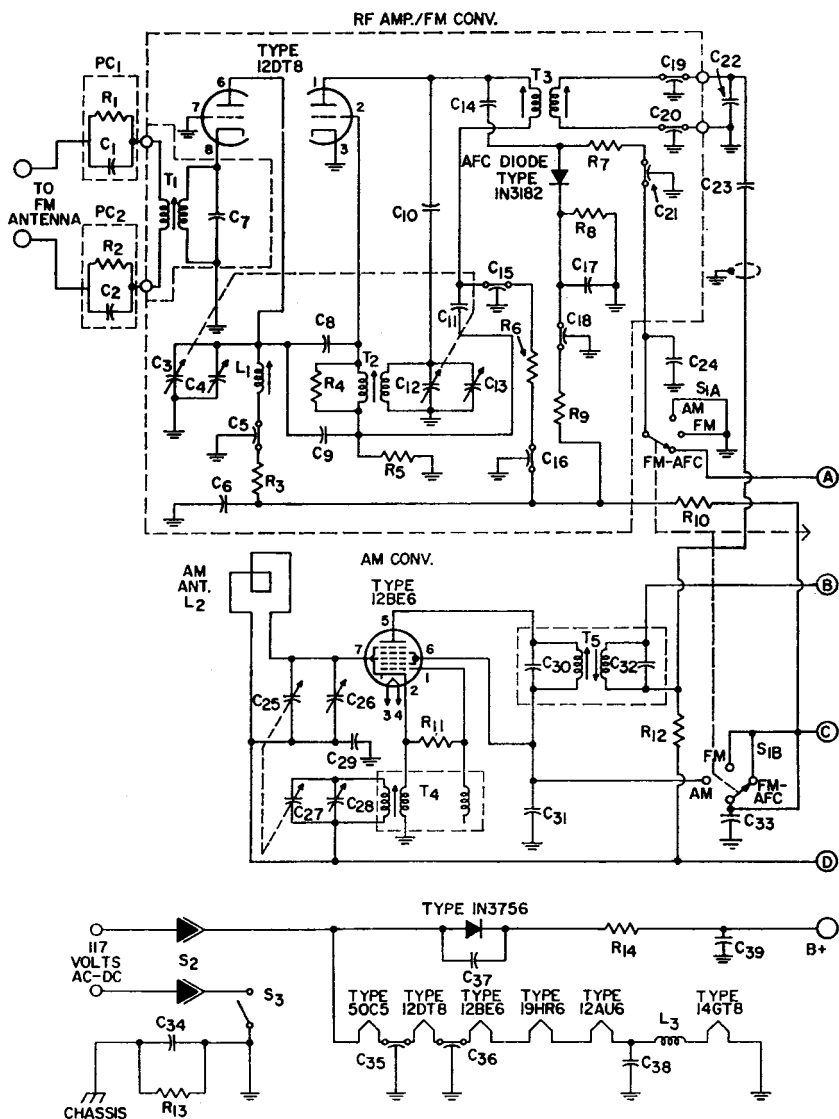 RF AMP./FM CONV.
TYPE
12DT8
PC1
R1
C1
TO
FM
ANTENNA
PC2
R2
C2
T1
7
6
8
C7
1
2
3
C14
T3
C19
C22
C20
AFC DIODE
TYPE
1N3182
R7
C21
C23
C10
R8
C17
C15
C11
C18
R6
C3
C4
L1
C8
R4
T2
C12
C13
R9
C24
S1A
AM
FM
FM-AFC
C5
C9
R5
C16
R3
C6
R10
A
AM
ANT.
L2
AM CONV.
TYPE
12BE6
5
7
6
1
2
3 4
B
T5
C30
C32
C25
C26
R11
C29
R12
C27
C28
T4
C31
FM
S1B
AM
FM-
AFC
C33
C
D
117
VOLTS
AC-DC
S2
S3
C34
R13
CHASSIS
TYPE 1N3756
C37
R14
C39
B+
TYPE
50C5
TYPE
12DT8
TYPE
12BE6
TYPE
19HR6
TYPE
12AU6
L3
TYPE
14GT8
C35
C36
C38